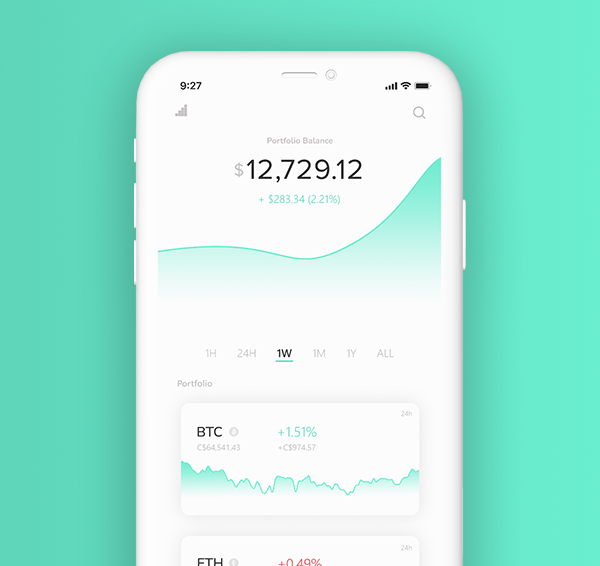 9:27
Portfolio Balance
$12,729.12
+ $283.34 (2.21%)
1H 24H 1W 1M 1Y ALL
Portfolio
24h
BTC +1.51%
C$64,541.43 +C$974.57
24h
ETH +0.49%